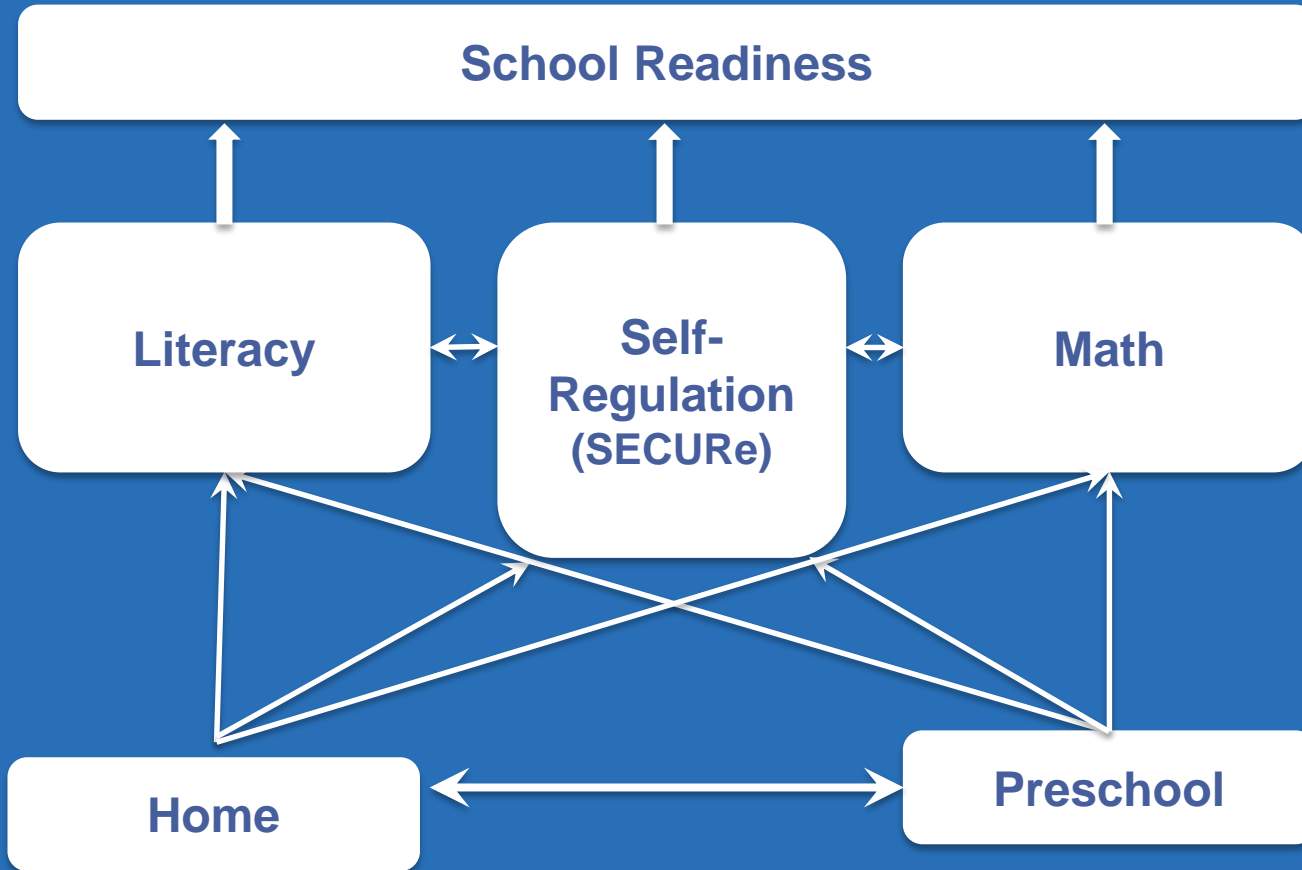 School Readiness
Literacy
Self-
Regulation
(SECURe)
Math
Home
Preschool